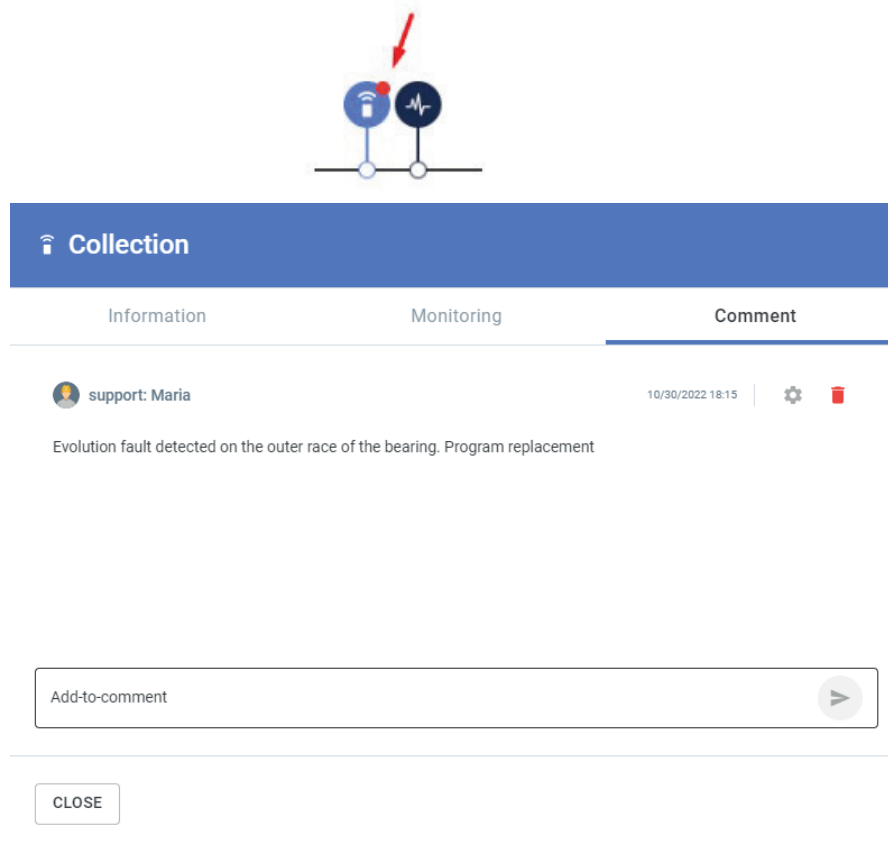 Collection
Information Monitoring Comment
support: Maria 10/30/2022 18:15
Evolution fault detected on the outer race of the bearing. Program replacement
Add-to-comment
CLOSE